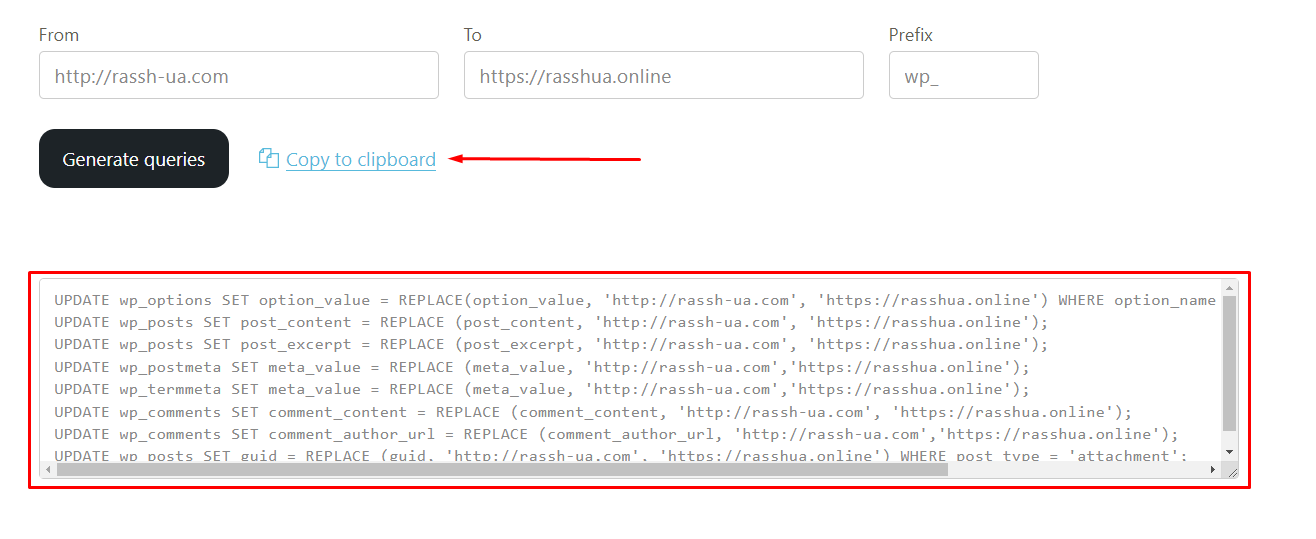 From To Prefix
http://rassh-ua.com https://rasshua.online wp_
Generate queries Copy to clipboard
UPDATE wp_options SET option_value = REPLACE(option_value, 'http://rassh-ua.com', 'https://rasshua.online') WHERE option_name
UPDATE wp_posts SET post_content = REPLACE (post_content, 'http://rassh-ua.com', 'https://rasshua.online');
UPDATE wp_posts SET post_excerpt = REPLACE (post_excerpt, 'http://rassh-ua.com', 'https://rasshua.online');
UPDATE wp_postmeta SET meta_value = REPLACE (meta_value, 'http://rassh-ua.com','https://rasshua.online');
UPDATE wp_termmeta SET meta_value = REPLACE (meta_value, 'http://rassh-ua.com','https://rasshua.online');
UPDATE wp_comments SET comment_content = REPLACE (comment_content, 'http://rassh-ua.com', 'https://rasshua.online');
UPDATE wp_comments SET comment_author_url = REPLACE (comment_author_url, 'http://rassh-ua.com','https://rasshua.online');
UPDATE wp_posts SET guid = REPLACE (guid, 'http://rassh-ua.com', 'https://rasshua.online') WHERE post_type = 'attachment';